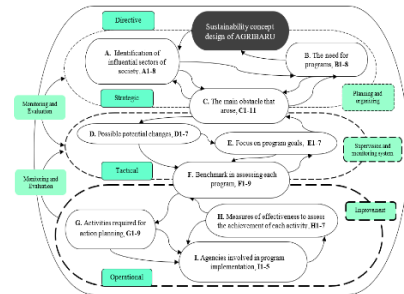 Directive
Sustainability concept
design of AGRIBARU
A. Identification of
influential sectors of
society, A1-8
B. The need for
programs, B1-8
Monitoring and
Evaluation
Strategic
C. The main obstacle that
arose, C1-11
Planning and
organizing
D. Possible potential changes, D1-7
E. Focus on program goals, E1-7
Supervision and
monitoring system
Tactical
Monitoring and
Evaluation
F. Benchmark in assessing each
program, F1-9
H. Measures of effectiveness to assess
the achievement of each activity, H1-7
Improvement
G. Activities required for
action planning, G1-9
I. Agencies involved in program
implementation, I1-5
Operational